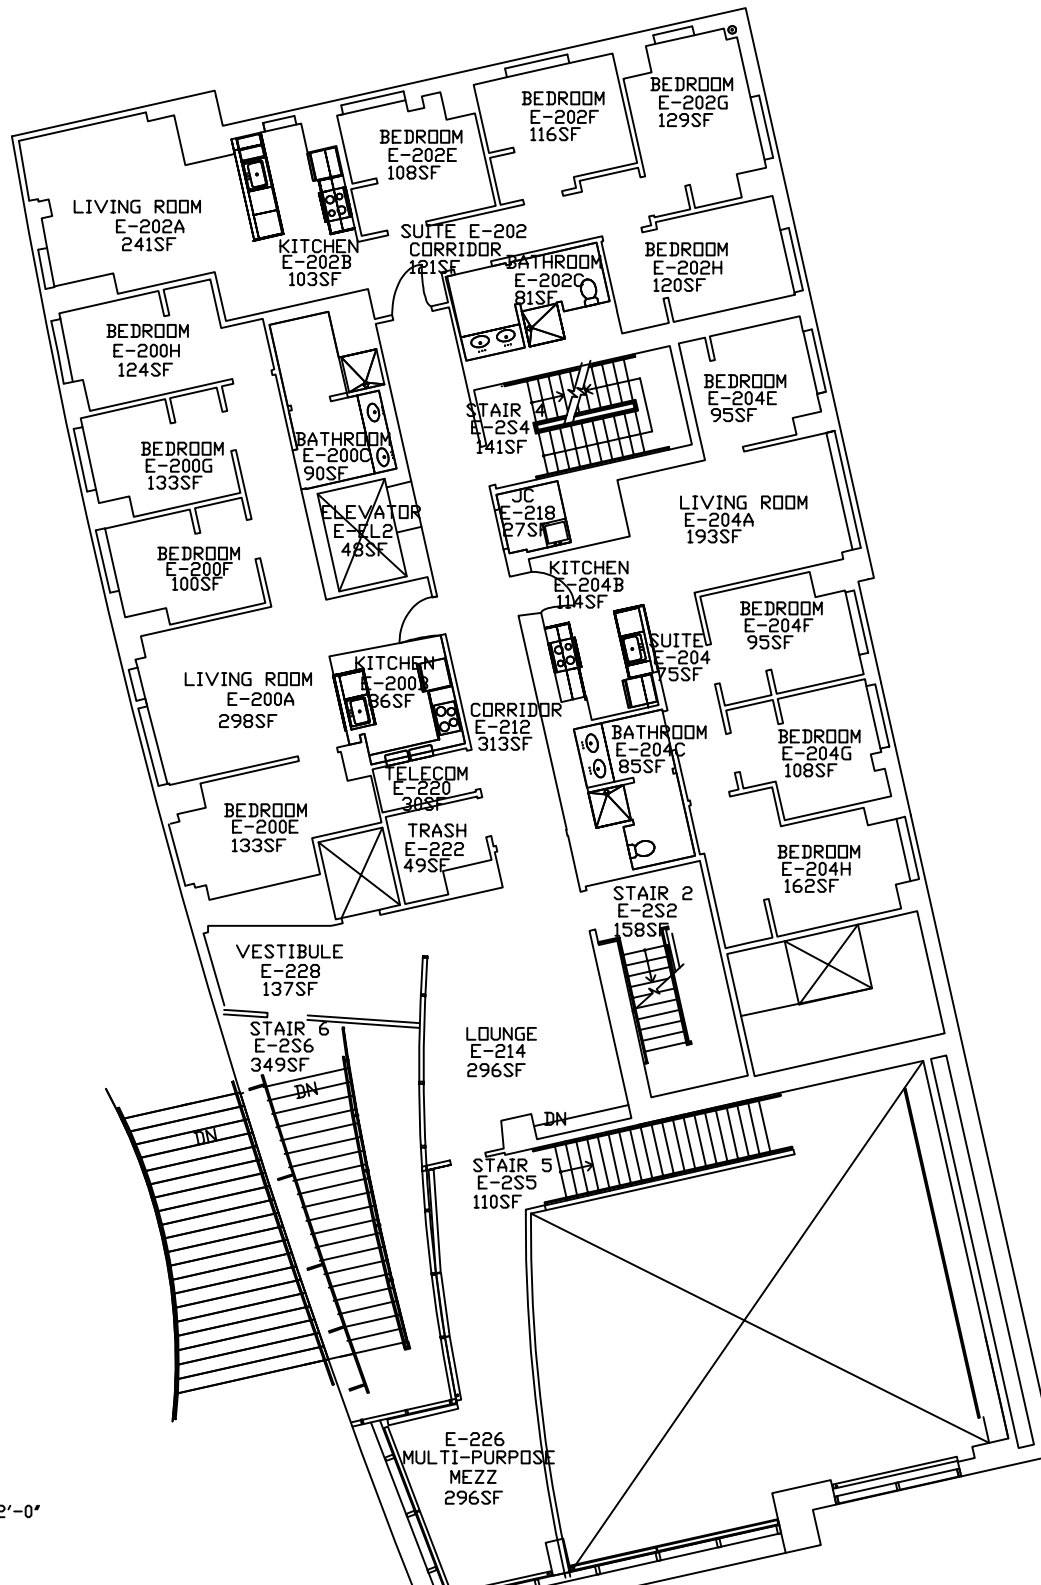 BEDROOM
E-202G
129SF
BEDROOM
E-202F
116SF
BEDROOM
E-202E
108SF
LIVING ROOM
E-202A
241SF
KITCHEN
E-202B
103SF
SUITE E-202
CORRIDOR
121SF
BATHROOM
E-202C
81SF
BEDROOM
E-202H
120SF
BEDROOM
E-200H
124SF
BEDROOM
E-204E
95SF
STAIR 4
E-2S4
141SF
BATHROOM
E-200C
90SF
BEDROOM
E-200G
133SF
ELEVATOR
E-EL2
48SF
JC
E-218
27SF
LIVING ROOM
E-204A
193SF
BEDROOM
E-200F
100SF
KITCHEN
E-204B
114SF
BEDROOM
E-204F
95SF
SUITE
E-204
75SF
KITCHEN
E-200B
86SF
LIVING ROOM
E-200A
298SF
CORRIDOR
E-212
313SF
BATHROOM
E-204C
85SF
BEDROOM
E-204G
108SF
TELECOM
E-220
30SF
BEDROOM
E-200E
133SF
TRASH
E-222
49SF
BEDROOM
E-204H
162SF
STAIR 2
E-2S2
158SF
VESTIBULE
E-228
137SF
STAIR 6
E-2S6
349SF
LOUNGE
E-214
296SF
DN
DN
DN
STAIR 5
E-2S5
110SF
E-226
MULTI-PURPOSE
MEZZ
296SF
2'-0"